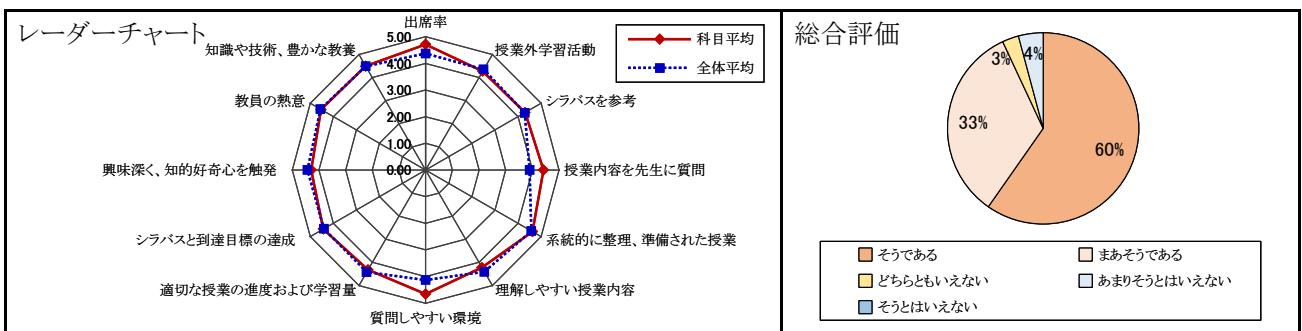 レーダーチャート
出席率
授業外学習活動
シラバスを参考
授業内容を先生に質問
系統的に整理、準備された授業
理解しやすい授業内容
質問しやすい環境
適切な授業の進度および学習量
シラバスと到達目標の達成
興味深く、知的好奇心を触発
教員の熱意
知識や技術、豊かな教養
5.00
4.00
3.00
2.00
1.00
0.00
科目平均
全体平均
総合評価
3%
4%
33%
60%
そうである
まあそうである
どちらともいえない
あまりそうとはいえない
そうとはいえない